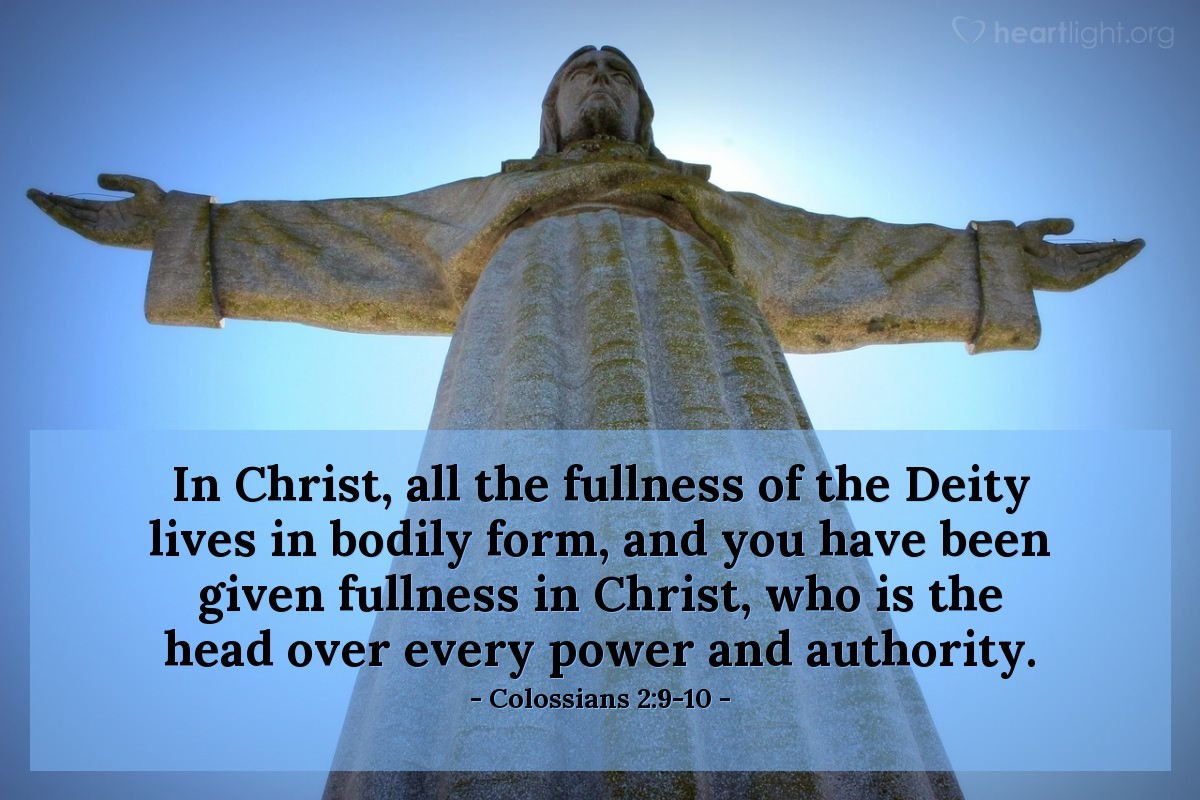 heartlight.org
In Christ, all the fullness of the Deity
lives in bodily form, and you have been
given fullness in Christ, who is the
head over every power and authority.
- Colossians 2:9-10 -